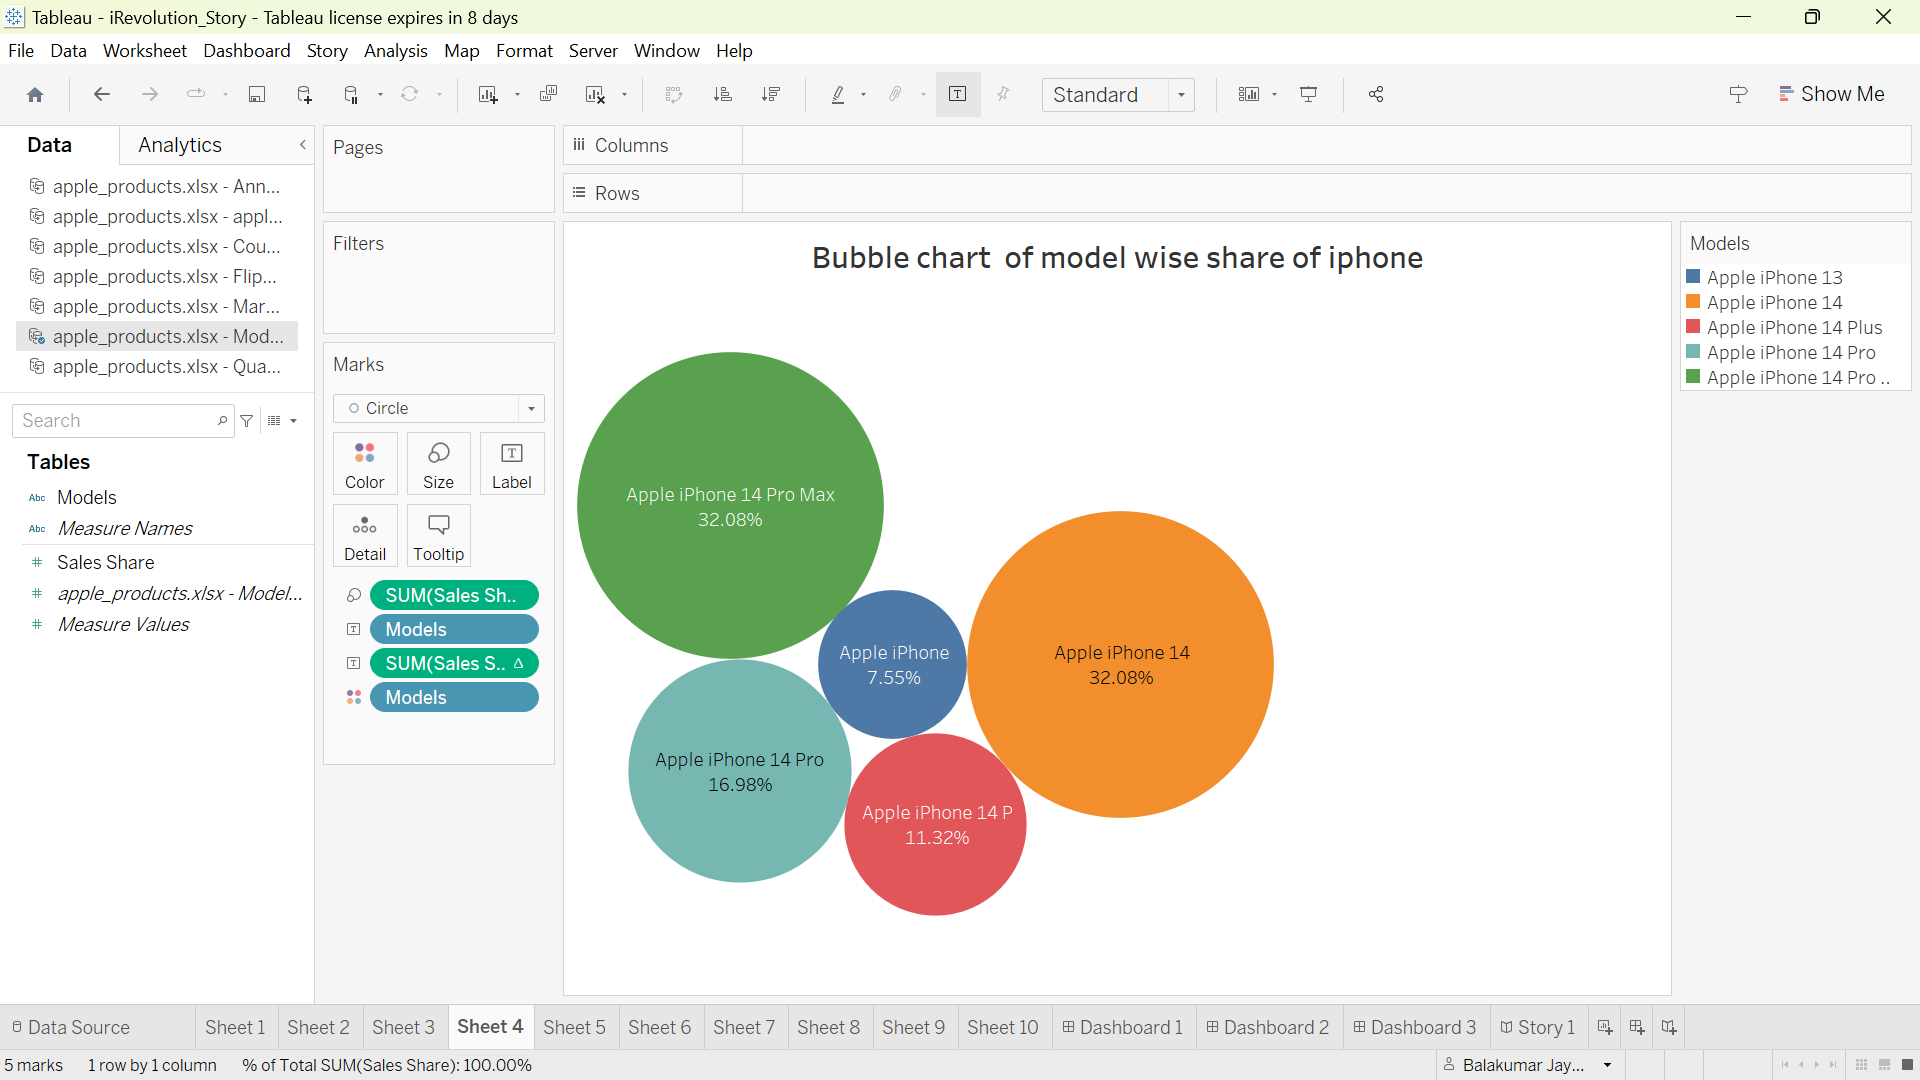 Tableau - iRevolution_Story - Tableau license expires in 8 days
File Data Worksheet Dashboard Story Analysis Map Format Server Window Help
Standard
Show Me
Data
Analytics
apple_products.xlsx - Ann...
apple_products.xlsx - appl...
apple_products.xlsx - Cou...
apple_products.xlsx - Flip...
apple_products.xlsx - Mar...
apple_products.xlsx - Mod...
apple_products.xlsx - Qua...
Search
Tables
Abc Models
Abc Measure Names
# Sales Share
# apple_products.xlsx - Model...
# Measure Values
Pages
Filters
Marks
Circle
Color Size Label
Detail Tooltip
SUM(Sales Sh..
Models
SUM(Sales S.. Δ
Models
Columns
Rows
Bubble chart  of model wise share of iphone
Apple iPhone 14 Pro Max
32.08%
Apple iPhone
7.55%
Apple iPhone 14
32.08%
Apple iPhone 14 Pro
16.98%
Apple iPhone 14 P
11.32%
Models
Apple iPhone 13
Apple iPhone 14
Apple iPhone 14 Plus
Apple iPhone 14 Pro
Apple iPhone 14 Pro ..
Data Source Sheet 1 Sheet 2 Sheet 3 Sheet 4 Sheet 5 Sheet 6 Sheet 7 Sheet 8 Sheet 9 Sheet 10 Dashboard 1 Dashboard 2 Dashboard 3 Story 1
5 marks 1 row by 1 column % of Total SUM(Sales Share): 100.00% Balakumar Jay...